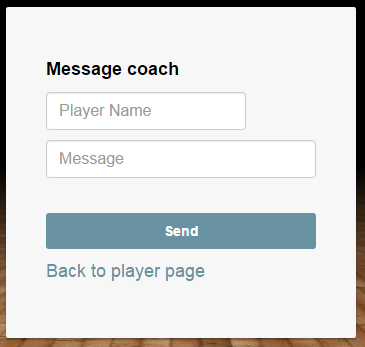 Message coach
Player Name
Message
Send
Back to player page